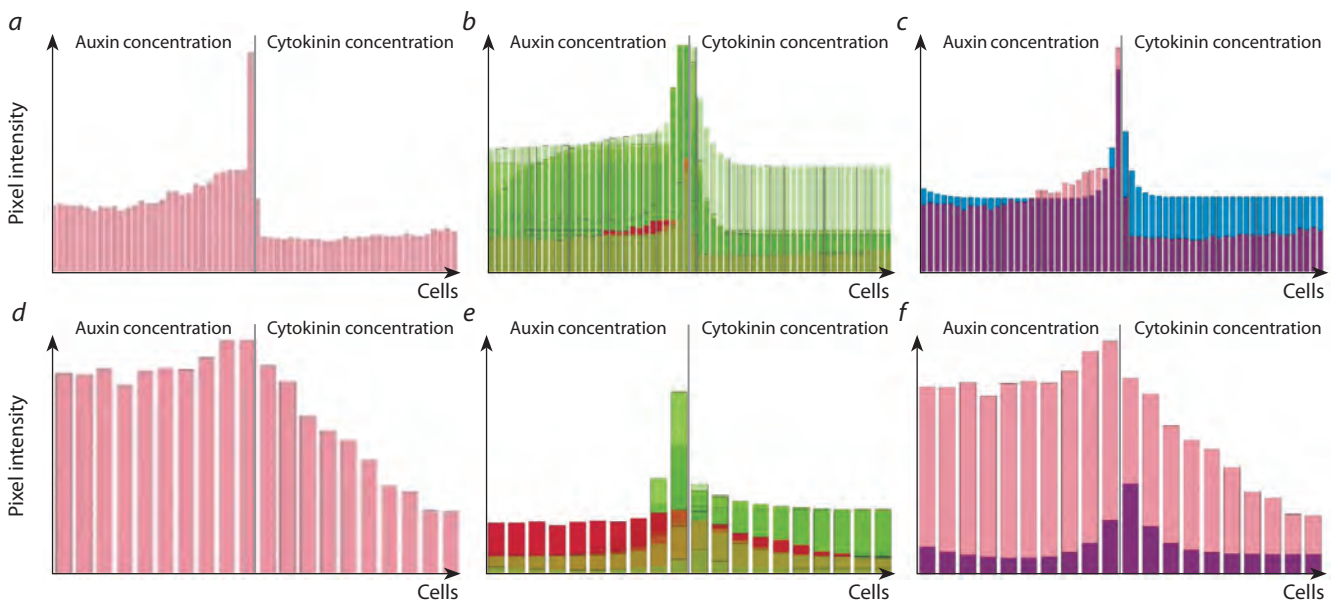 a
b
c
Auxin concentration
Cytokinin concentration
Auxin concentration
Cytokinin concentration
Auxin concentration
Cytokinin concentration
Pixel intensity
Cells
Cells
Cells
d
e
f
Auxin concentration
Cytokinin concentration
Auxin concentration
Cytokinin concentration
Auxin concentration
Cytokinin concentration
Pixel intensity
Cells
Cells
Cells